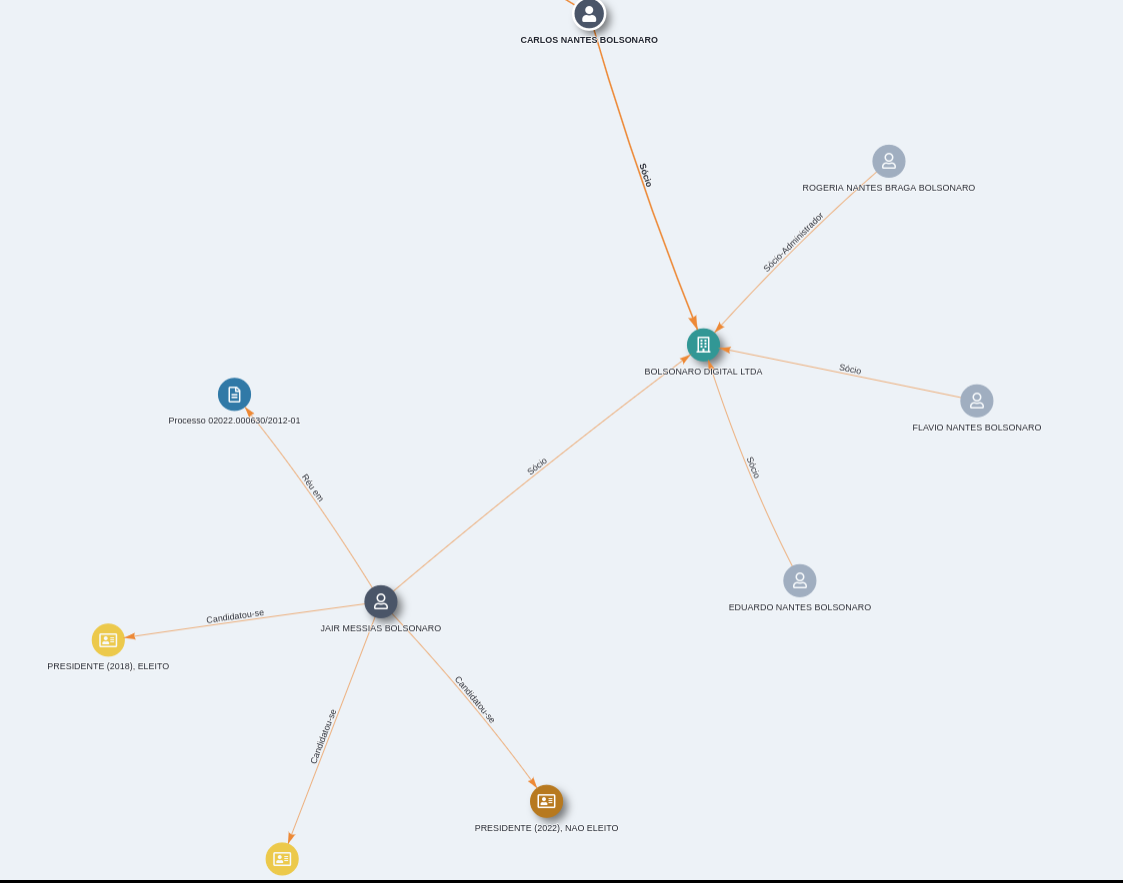 CARLOS NANTES BOLSONARO
Sócio
ROGERIA NANTES BRAGA BOLSONARO
Sócio-Administrador
BOLSONARO DIGITAL LTDA
Sócio
FLAVIO NANTES BOLSONARO
Processo 02022.000630/2012-01
Réu em
Sócio
Sócio
EDUARDO NANTES BOLSONARO
Candidatou-se
JAIR MESSIAS BOLSONARO
PRESIDENTE (2018), ELEITO
Candidatou-se
Candidatou-se
PRESIDENTE (2022), NAO ELEITO